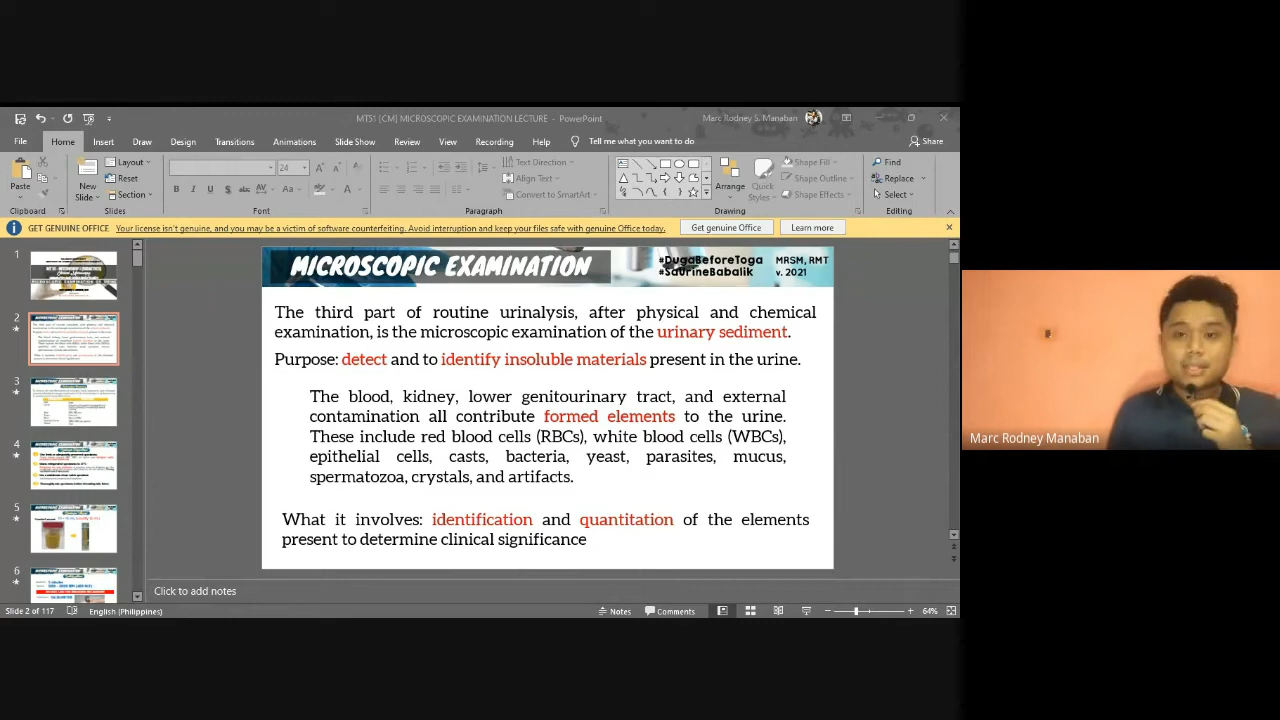 MT51 [CM] MICROSCOPIC EXAMINATION LECTURE - PowerPoint
Marc Rodney S. Manaban
File Home Insert Draw Design Transitions Animations Slide Show Review View Recording Help Tell me what you want to do Share
Paste
New
Slide
Layout
Reset
Section
24
Text Direction
Align Text
Convert to SmartArt
Arrange
Quick
Styles
Shape Fill
Shape Outline
Shape Effects
Find
Replace
Select
Clipboard Slides Font Paragraph Drawing Editing
GET GENUINE OFFICE Your license isn't genuine, and you may be a victim of software counterfeiting. Avoid interruption and keep your files safe with genuine Office today. Get genuine Office Learn more
1
2
3
4
5
6
MICROSCOPIC EXAMINATION
#DugaBeforeToga
#SaUrineBabalik
MRSM, RMT
v. 2021
The third part of routine urinalysis, after physical and chemical
examination, is the microscopic examination of the urinary sediment.
Purpose: detect and to identify insoluble materials present in the urine.
The blood, kidney, lower genitourinary tract, and external
contamination all contribute formed elements to the urine.
These include red blood cells (RBCs), white blood cells (WBCs),
epithelial cells, casts, bacteria, yeast, parasites, mucus,
spermatozoa, crystals, and artifacts.
What it involves: identification and quantitation of the elements
present to determine clinical significance
Click to add notes
Slide 2 of 117 English (Philippines) Notes Comments 64%
Marc Rodney Manaban